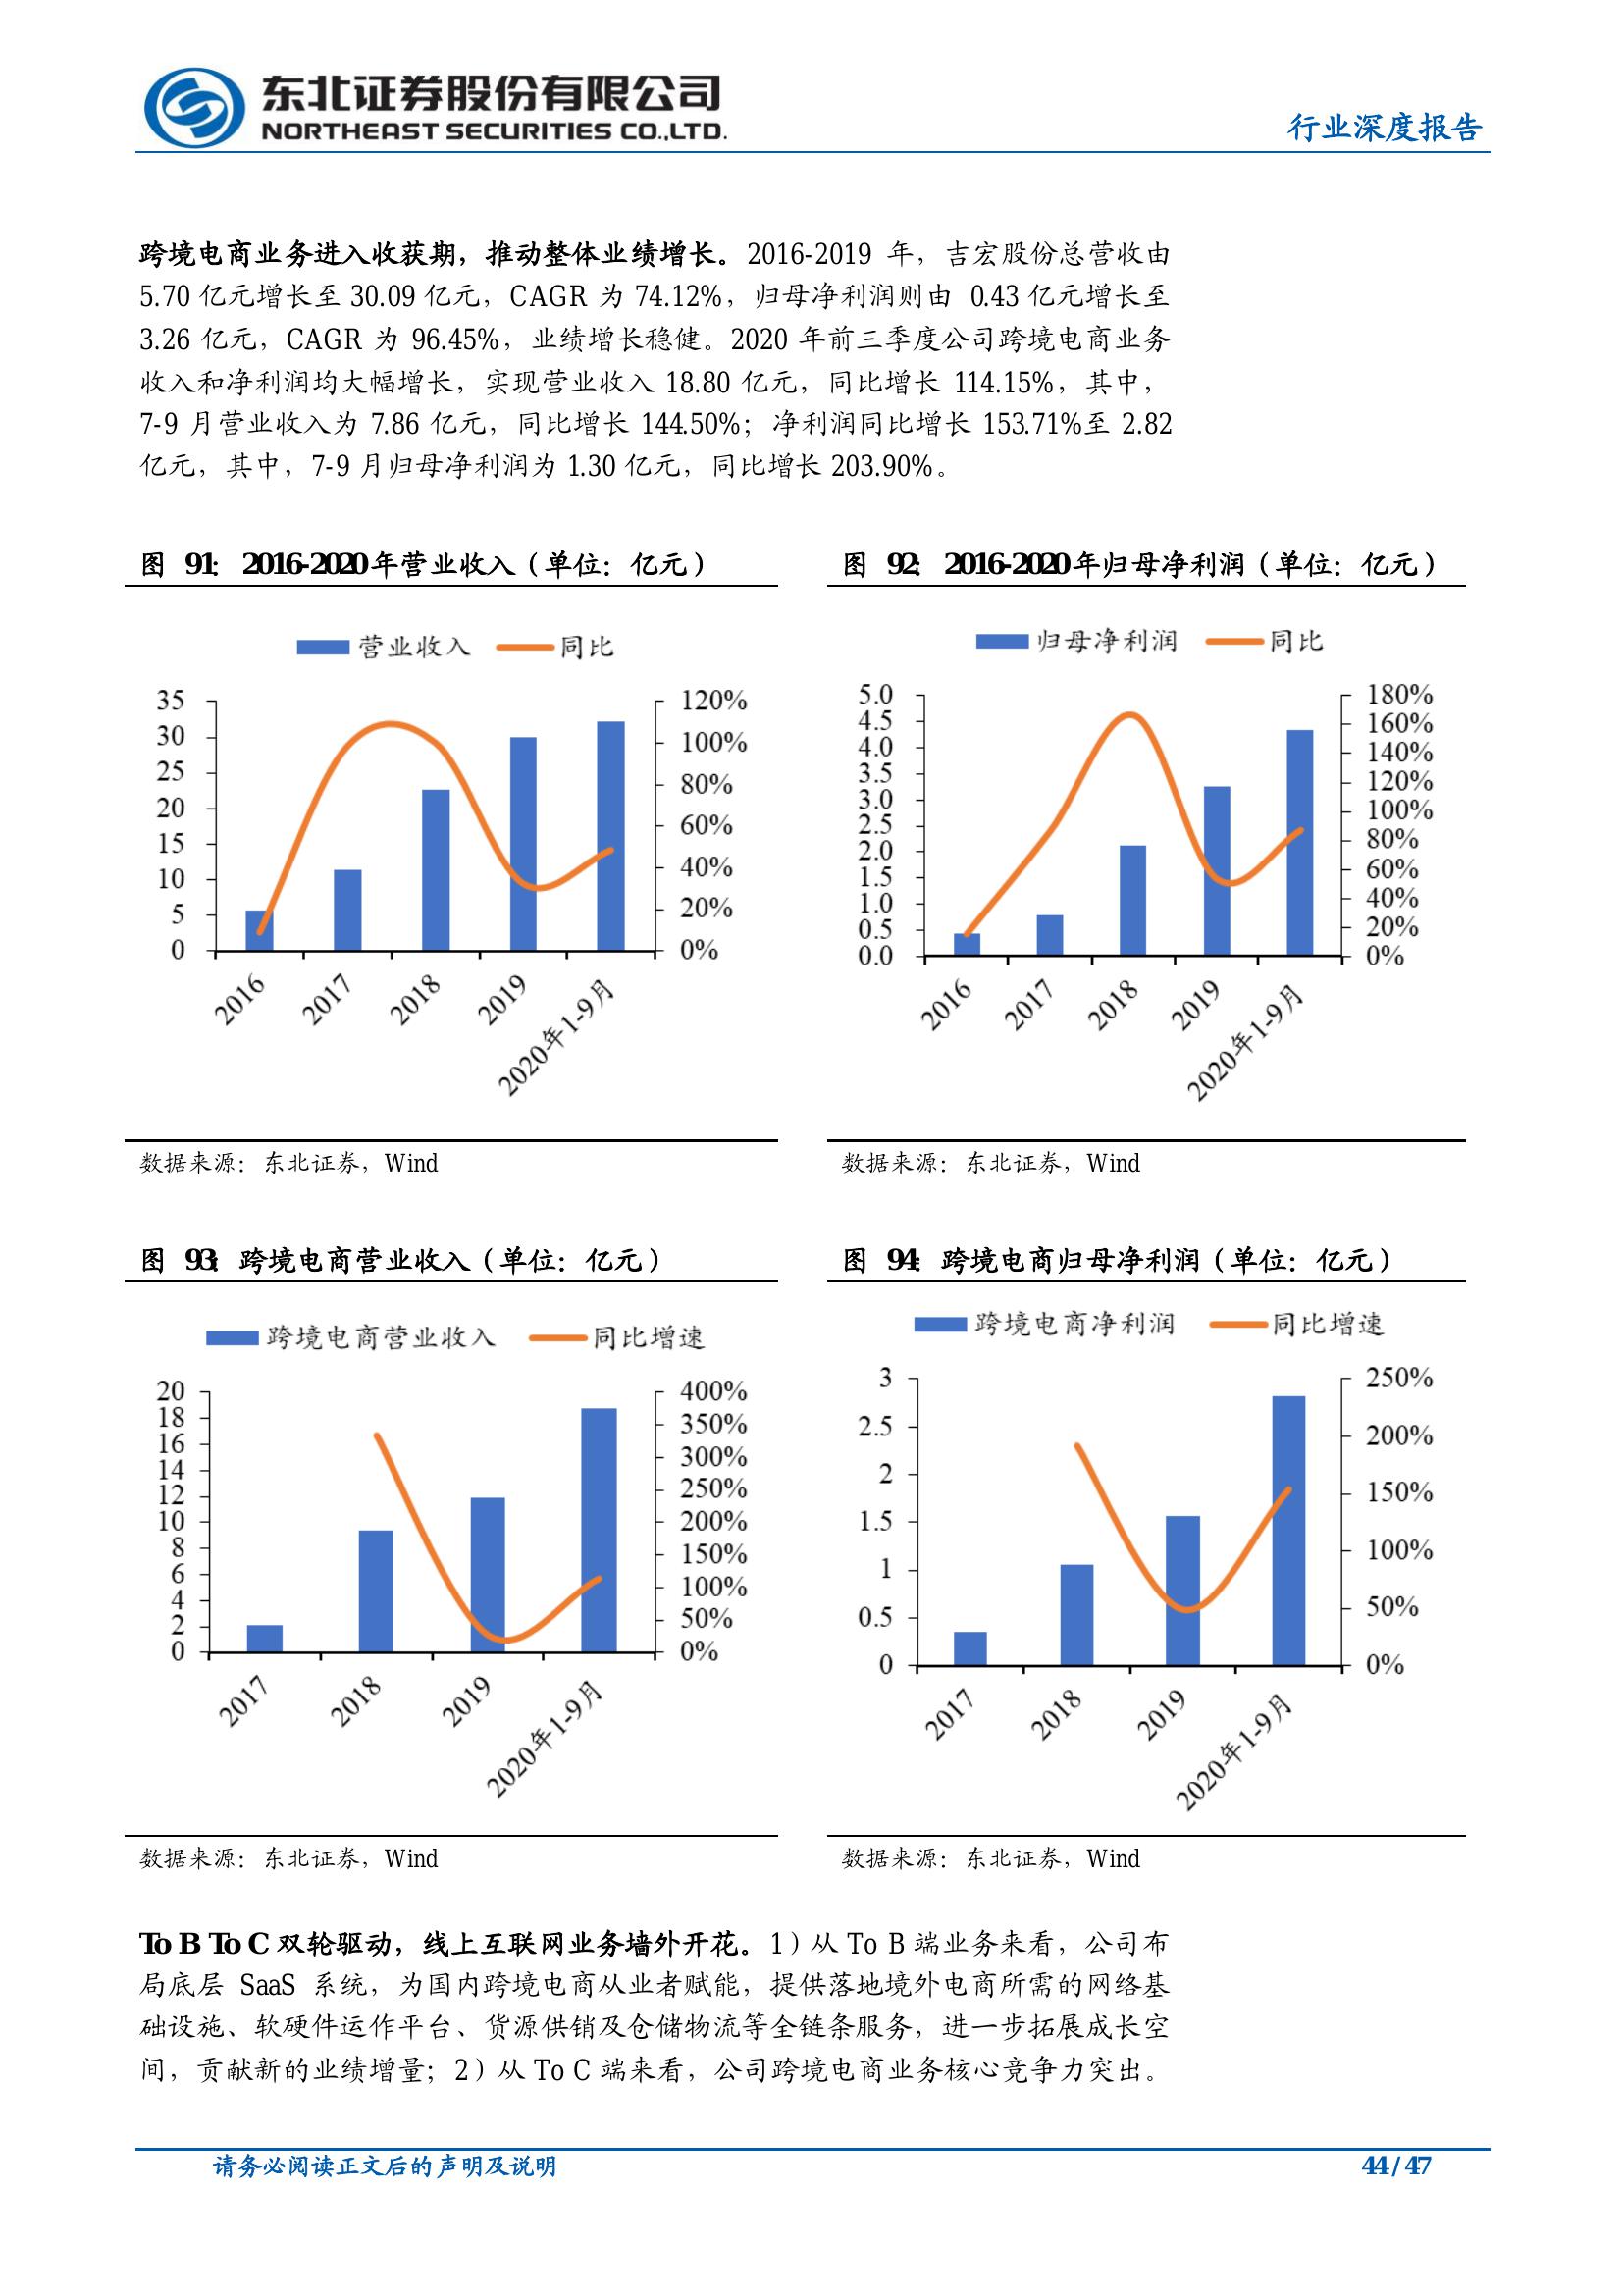 东北证券股份有限公司
NORTHEAST SECURITIES CO.,LTD.
行业深度报告
跨境电商业务进入收获期，推动整体业绩增长。2016-2019 年，吉宏股份总营收由
5.70 亿元增长至 30.09 亿元，CAGR 为 74.12%，归母净利润则由 0.43 亿元增长至
3.26 亿元，CAGR 为 96.45%，业绩增长稳健。2020 年前三季度公司跨境电商业务
收入和净利润均大幅增长，实现营业收入 18.80 亿元，同比增长 114.15%，其中，
7-9 月营业收入为 7.86 亿元，同比增长 144.50%；净利润同比增长 153.71%至 2.82
亿元，其中，7-9 月归母净利润为 1.30 亿元，同比增长 203.90%。
图 91：2016-2020年营业收入（单位：亿元）
营业收入 同比
35
30
25
20
15
10
5
0
120%
100%
80%
60%
40%
20%
0%
2016
2017
2018
2019
2020年1-9月
数据来源：东北证券，Wind
图 92：2016-2020年归母净利润（单位：亿元）
归母净利润 同比
5.0
4.5
4.0
3.5
3.0
2.5
2.0
1.5
1.0
0.5
0.0
180%
160%
140%
120%
100%
80%
60%
40%
20%
0%
2016
2017
2018
2019
2020年1-9月
数据来源：东北证券，Wind
图 93：跨境电商营业收入（单位：亿元）
跨境电商营业收入 同比增速
20
18
16
14
12
10
8
6
4
2
0
400%
350%
300%
250%
200%
150%
100%
50%
0%
2017
2018
2019
2020年1-9月
数据来源：东北证券，Wind
图 94：跨境电商归母净利润（单位：亿元）
跨境电商净利润 同比增速
3
2.5
2
1.5
1
0.5
0
250%
200%
150%
100%
50%
0%
2017
2018
2019
2020年1-9月
数据来源：东北证券，Wind
To B To C 双轮驱动，线上互联网业务墙外开花。1）从 To B 端业务来看，公司布
局底层 SaaS 系统，为国内跨境电商从业者赋能，提供落地境外电商所需的网络基
础设施、软硬件运作平台、货源供销及仓储物流等全链条服务，进一步拓展成长空
间，贡献新的业绩增量；2）从 To C 端来看，公司跨境电商业务核心竞争力突出。
请务必阅读正文后的声明及说明
44 / 47